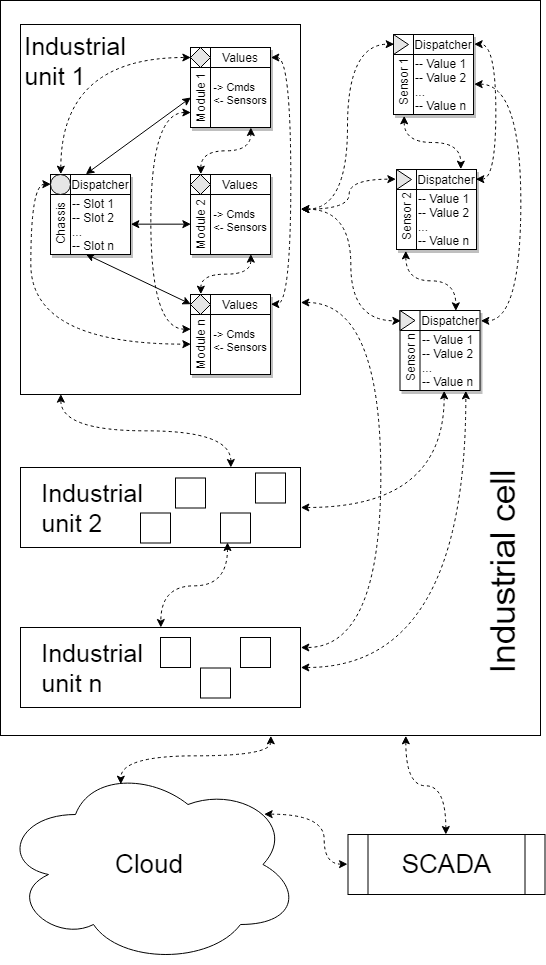 Industrial
unit 1
Values
Module 1
-> Cmds
<- Sensors
Dispatcher
Chassis
-- Slot 1
-- Slot 2
...
-- Slot n
Values
Module 2
-> Cmds
<- Sensors
Values
Module n
-> Cmds
<- Sensors
Dispatcher
Sensor 1
-- Value 1
-- Value 2
...
-- Value n
Dispatcher
Sensor 2
-- Value 1
-- Value 2
...
-- Value n
Dispatcher
Sensor n
-- Value 1
-- Value 2
...
-- Value n
Industrial
unit 2
Industrial
unit n
Industrial cell
Cloud
SCADA